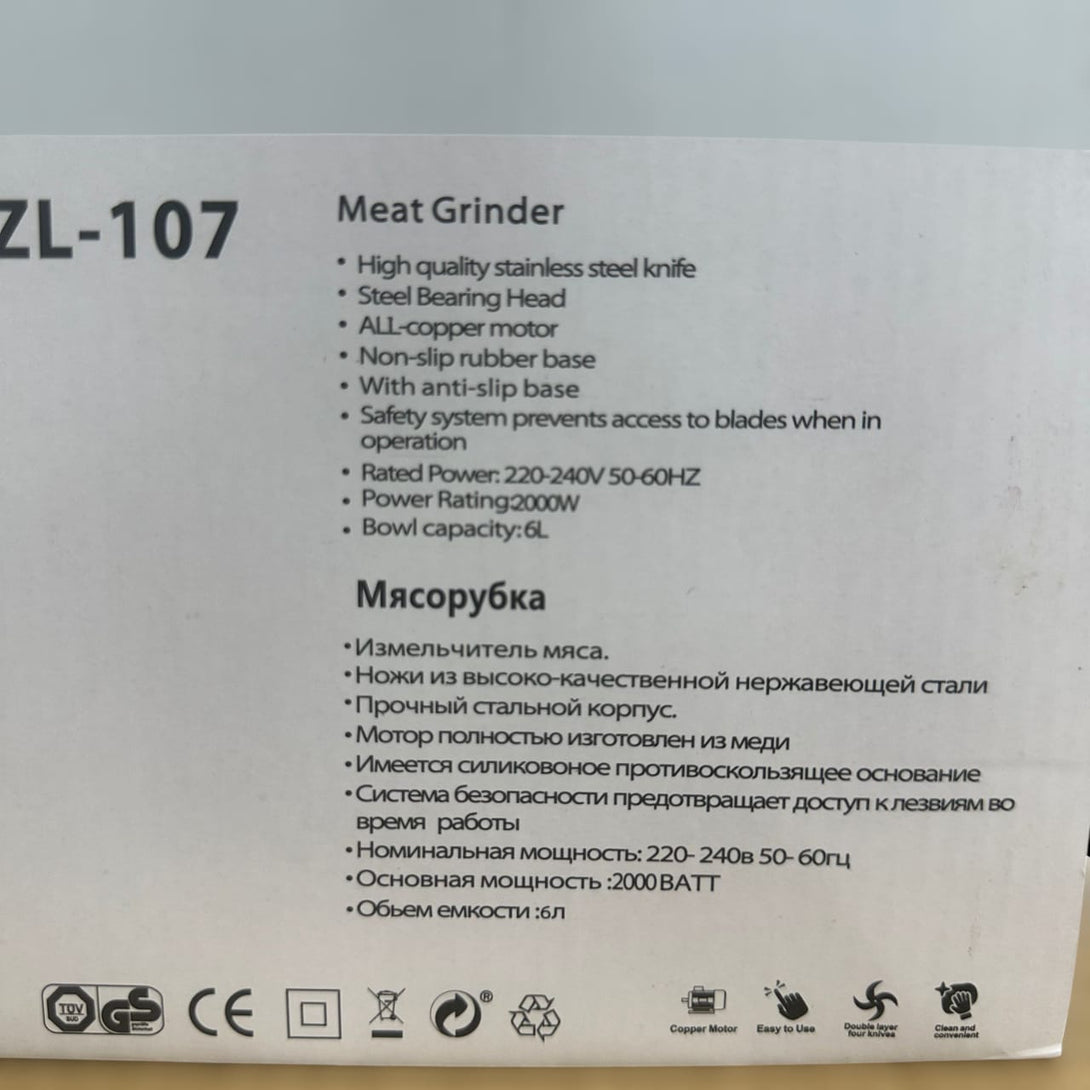 ZL-107
Meat Grinder
• High quality stainless steel knife
• Steel Bearing Head
• ALL-copper motor
• Non-slip rubber base
• With anti-slip base
• Safety system prevents access to blades when in
operation
• Rated Power: 220-240V 50-60HZ
• Power Rating:2000W
• Bowl capacity:6L
Мясорубка
•Измельчитель мяса.
•Ножи из высоко-качественной нержавеющей стали
•Прочный стальной корпус.
•Мотор полностью изготовлен из меди
•Имеется силиковоное противоскользящее основание
•Система безопасности предотвращает доступ к лезвиям во
время работы
•Номинальная мощность: 220- 240в 50- 60гц
•Основная мощность :2000 ВАТТ
•Обьем емкости :6л
TÜV SÜD GS CE ®
Copper Motor Easy to Use Double layer four knives Clean and convenient